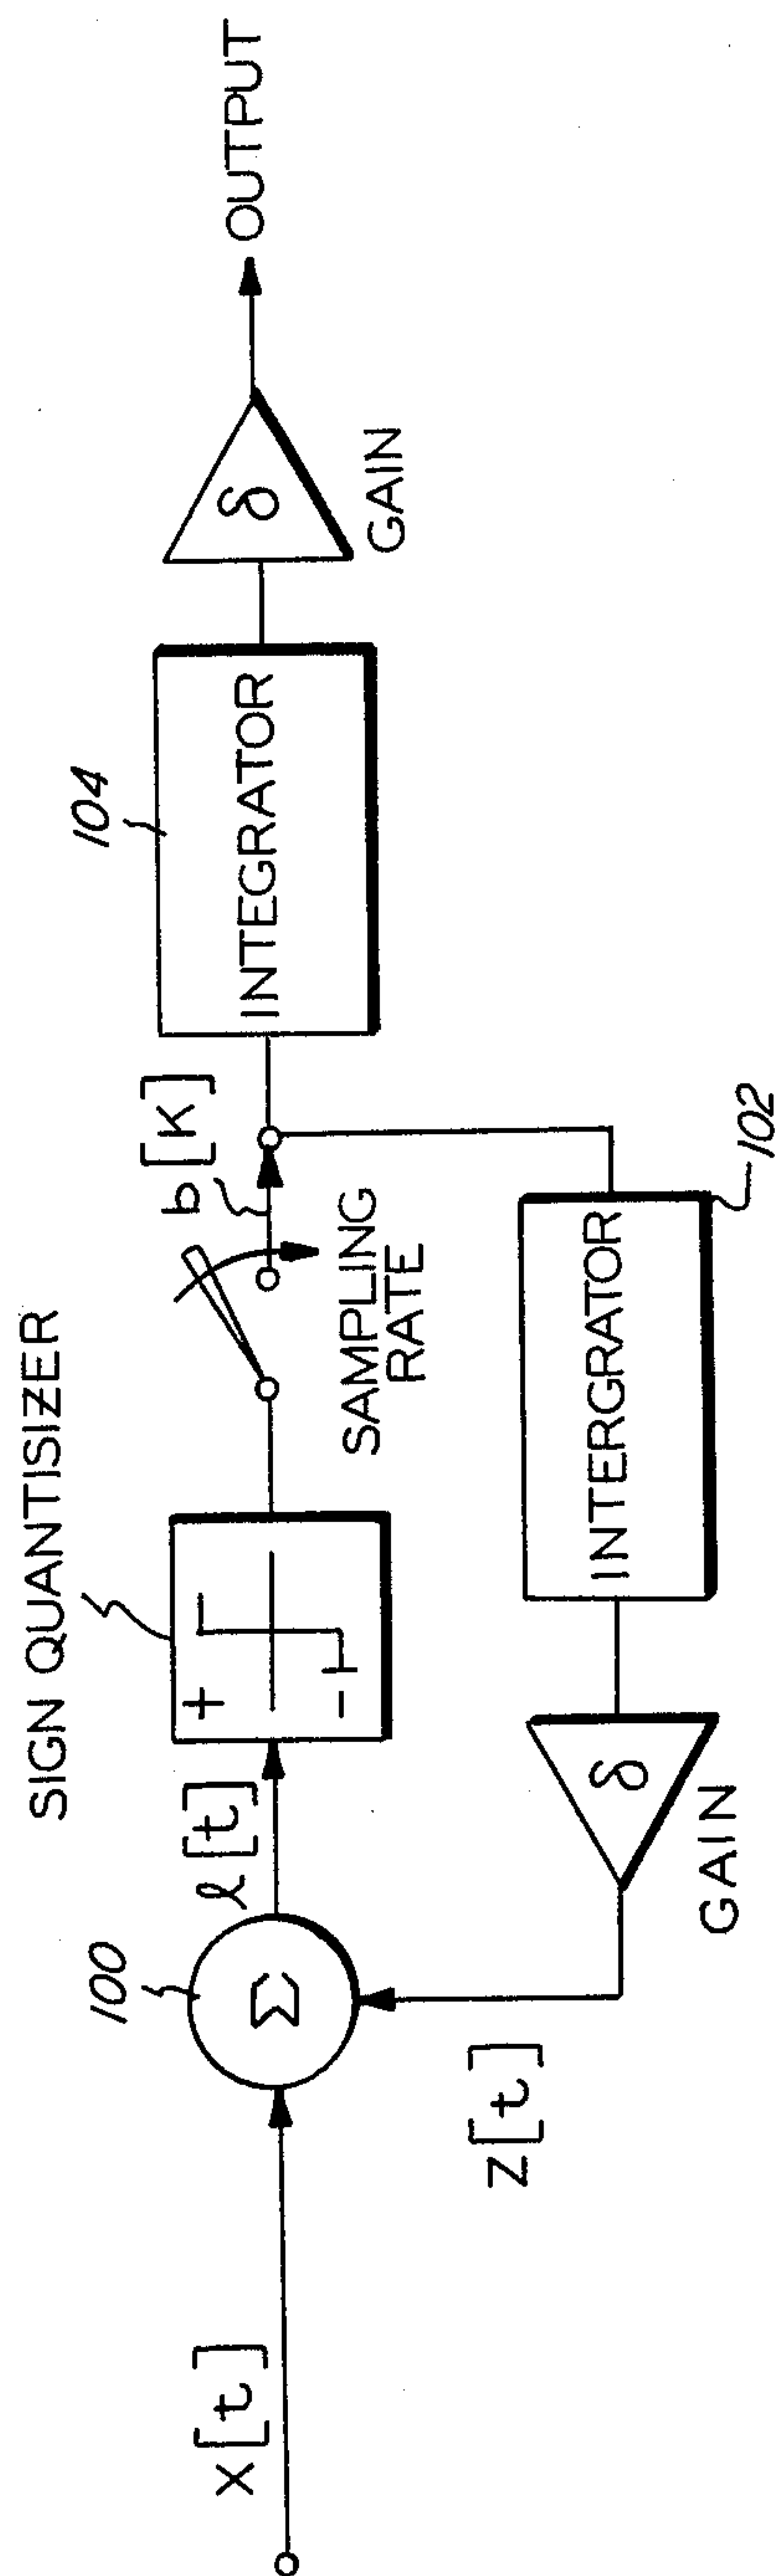 X[t]
Z[t]
100
Σ
ℓ[t]
SIGN QUANTISIZER
+
-
SAMPLING
RATE
b[K]
104
INTEGRATOR
δ
GAIN
OUTPUT
102
INTERGRATOR
δ
GAIN